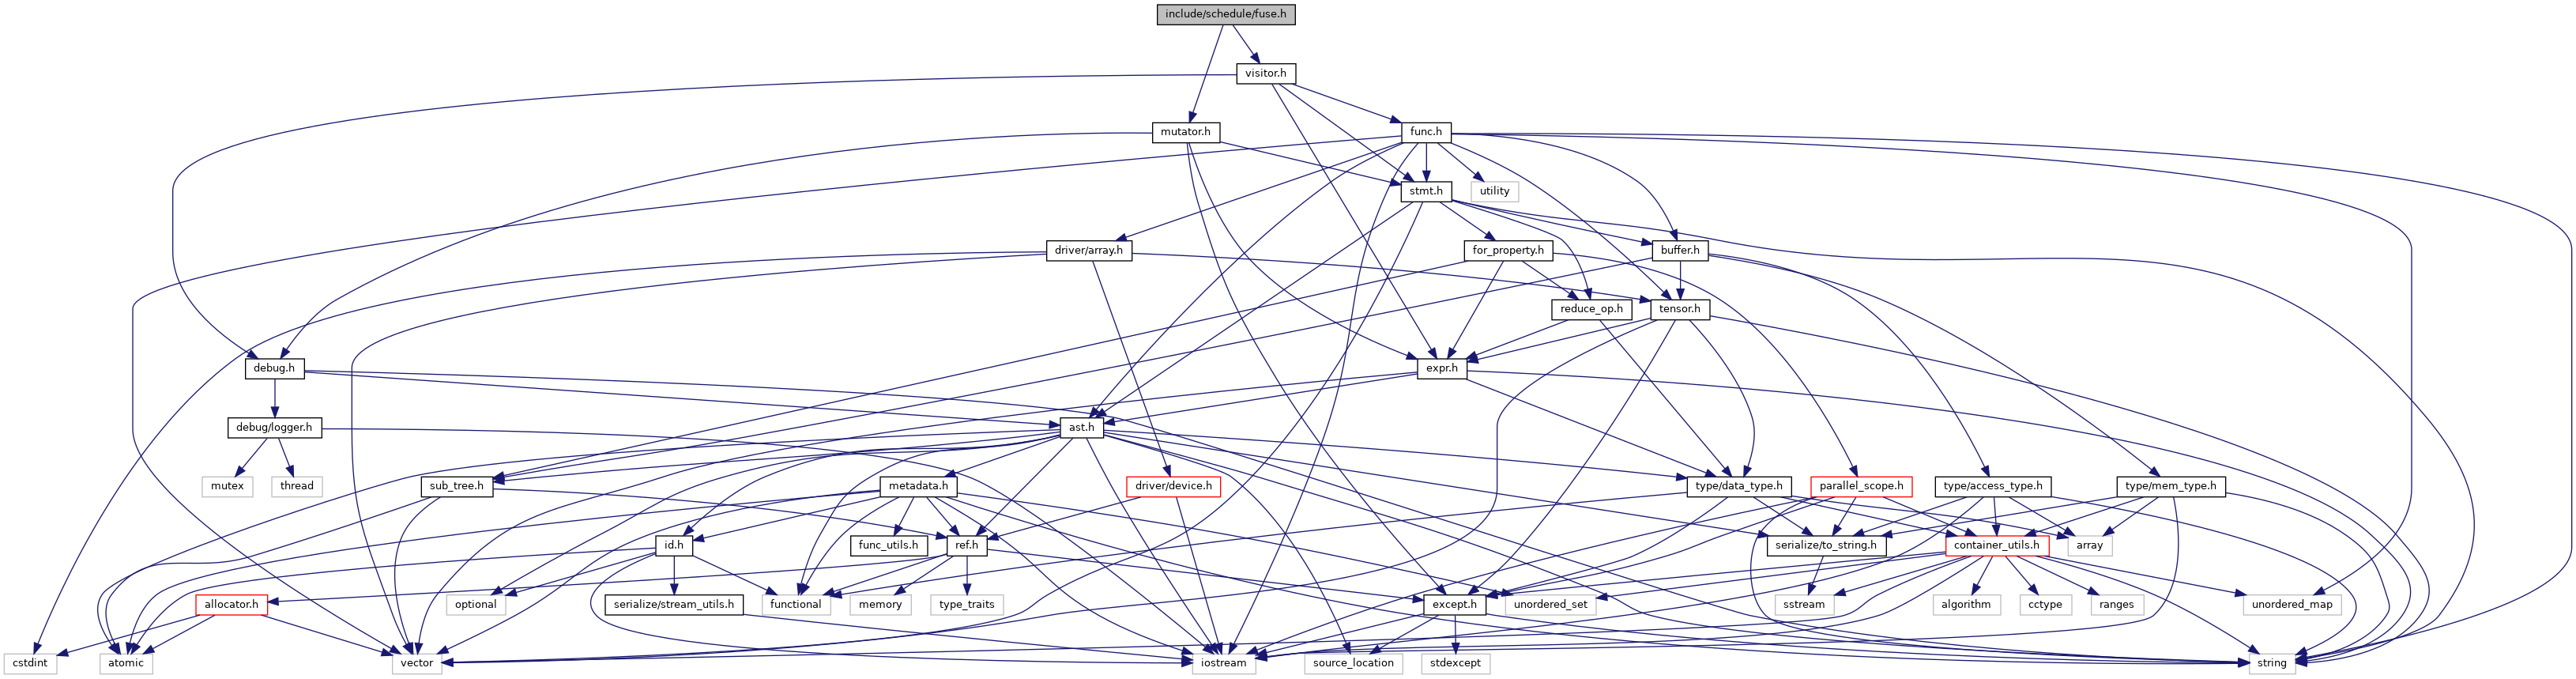 include/schedule/fuse.h
visitor.h
mutator.h
func.h
stmt.h
utility
driver/array.h
for_property.h
buffer.h
reduce_op.h
tensor.h
debug.h
expr.h
debug/logger.h
ast.h
mutex
thread
sub_tree.h
metadata.h
driver/device.h
type/data_type.h
parallel_scope.h
type/access_type.h
type/mem_type.h
id.h
func_utils.h
ref.h
serialize/to_string.h
container_utils.h
array
allocator.h
optional
serialize/stream_utils.h
functional
memory
type_traits
except.h
unordered_set
sstream
algorithm
cctype
ranges
unordered_map
cstdint
atomic
vector
iostream
source_location
stdexcept
string